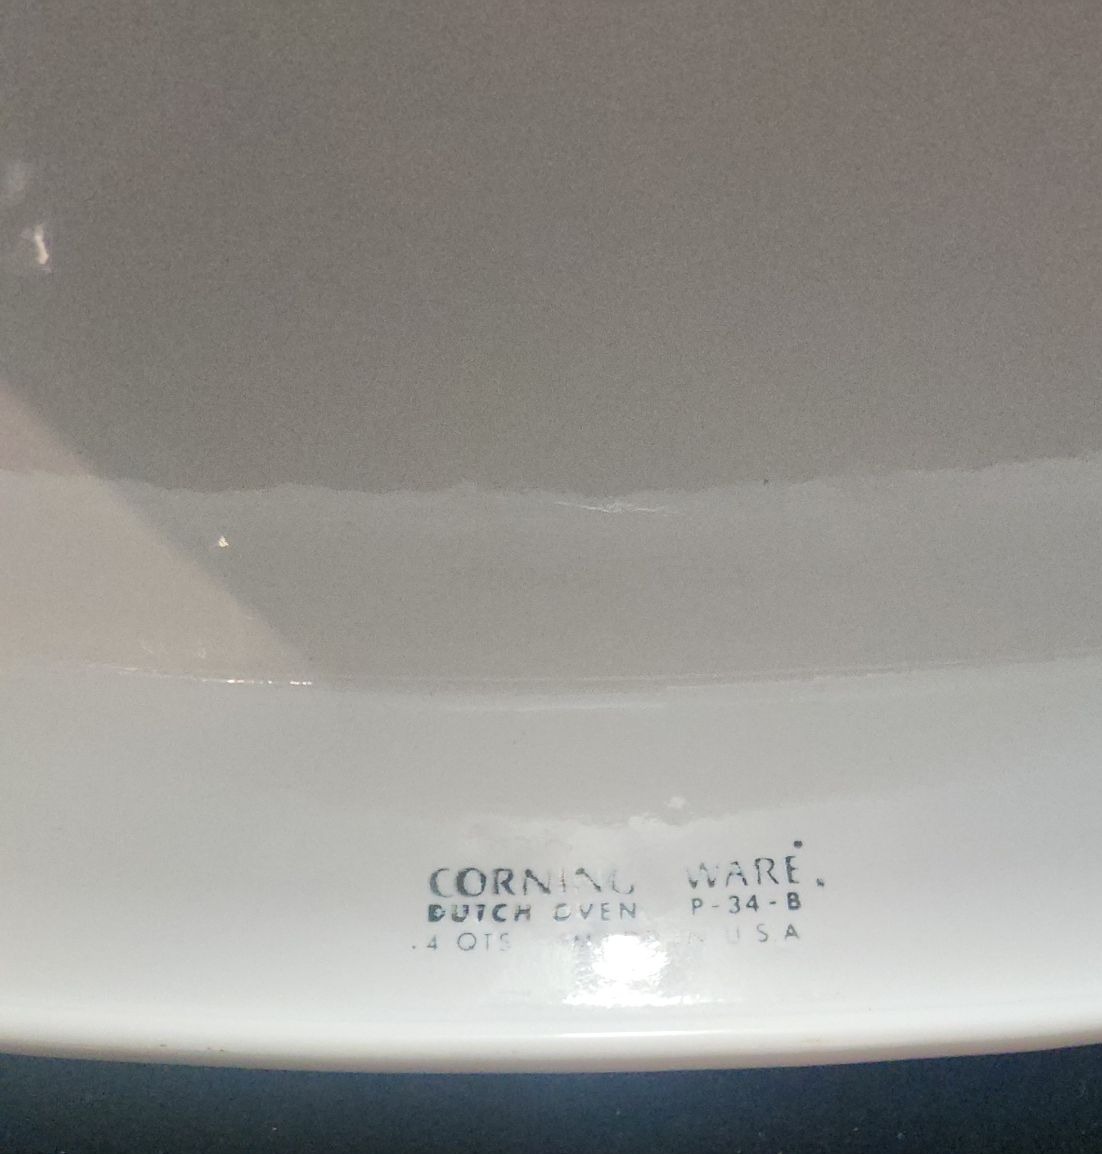 CORNING WARE.
DUTCH OVEN P-34-B
.4 QTS U S A